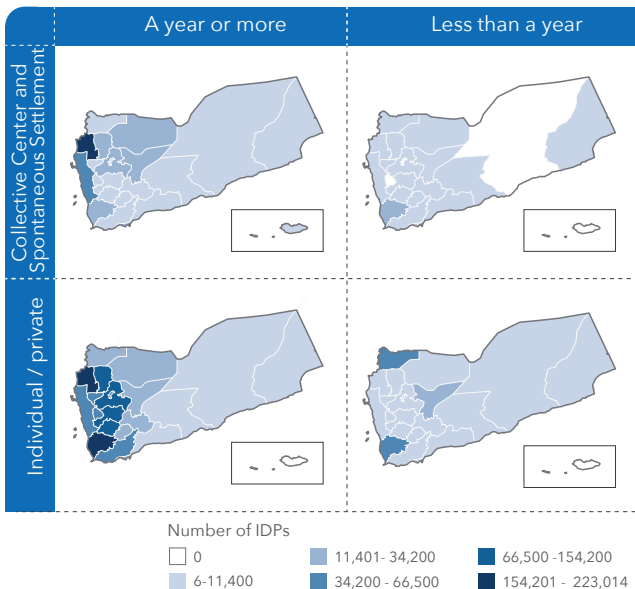 A year or more
Less than a year
Collective Center and
Spontaneous Settlement
Individual / private
Number of IDPs
0
11,401- 34,200
66,500 -154,200
6-11,400
34,200 - 66,500
154,201 - 223,014